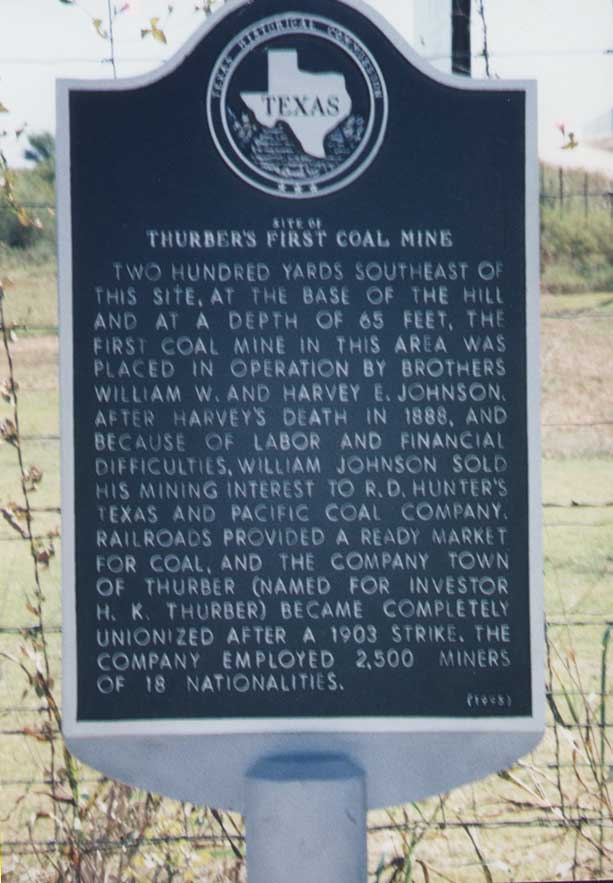 TEXAS HISTORICAL COMMISSION
TEXAS
SITE OF
THURBER'S FIRST COAL MINE
TWO HUNDRED YARDS SOUTHEAST OF
THIS SITE, AT THE BASE OF THE HILL
AND AT A DEPTH OF 65 FEET, THE
FIRST COAL MINE IN THIS AREA WAS
PLACED IN OPERATION BY BROTHERS
WILLIAM W. AND HARVEY E. JOHNSON.
AFTER HARVEY'S DEATH IN 1888, AND
BECAUSE OF LABOR AND FINANCIAL
DIFFICULTIES, WILLIAM JOHNSON SOLD
HIS MINING INTEREST TO R.D. HUNTER'S
TEXAS AND PACIFIC COAL COMPANY.
RAILROADS PROVIDED A READY MARKET
FOR COAL, AND THE COMPANY TOWN
OF THURBER (NAMED FOR INVESTOR
H. K. THURBER) BECAME COMPLETELY
UNIONIZED AFTER A 1903 STRIKE. THE
COMPANY EMPLOYED 2,500 MINERS
OF 18 NATIONALITIES.